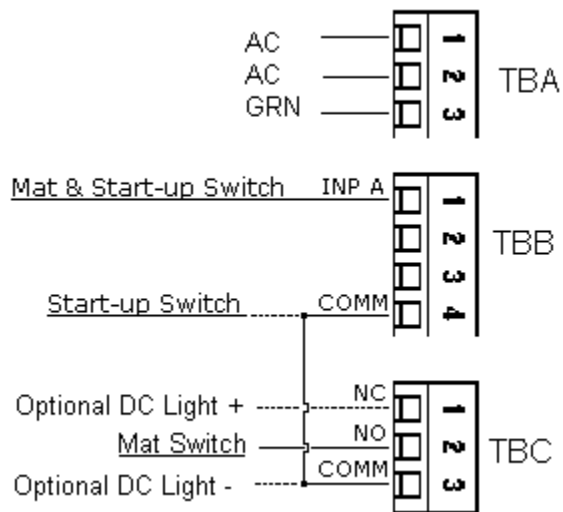 AC 1
AC 2 TBA
GRN 3
Mat & Start-up Switch INP A 1
2 TBB
3
Start-up Switch COMM 4
Optional DC Light + NC 1
Mat Switch NO 2 TBC
Optional DC Light - COMM 3